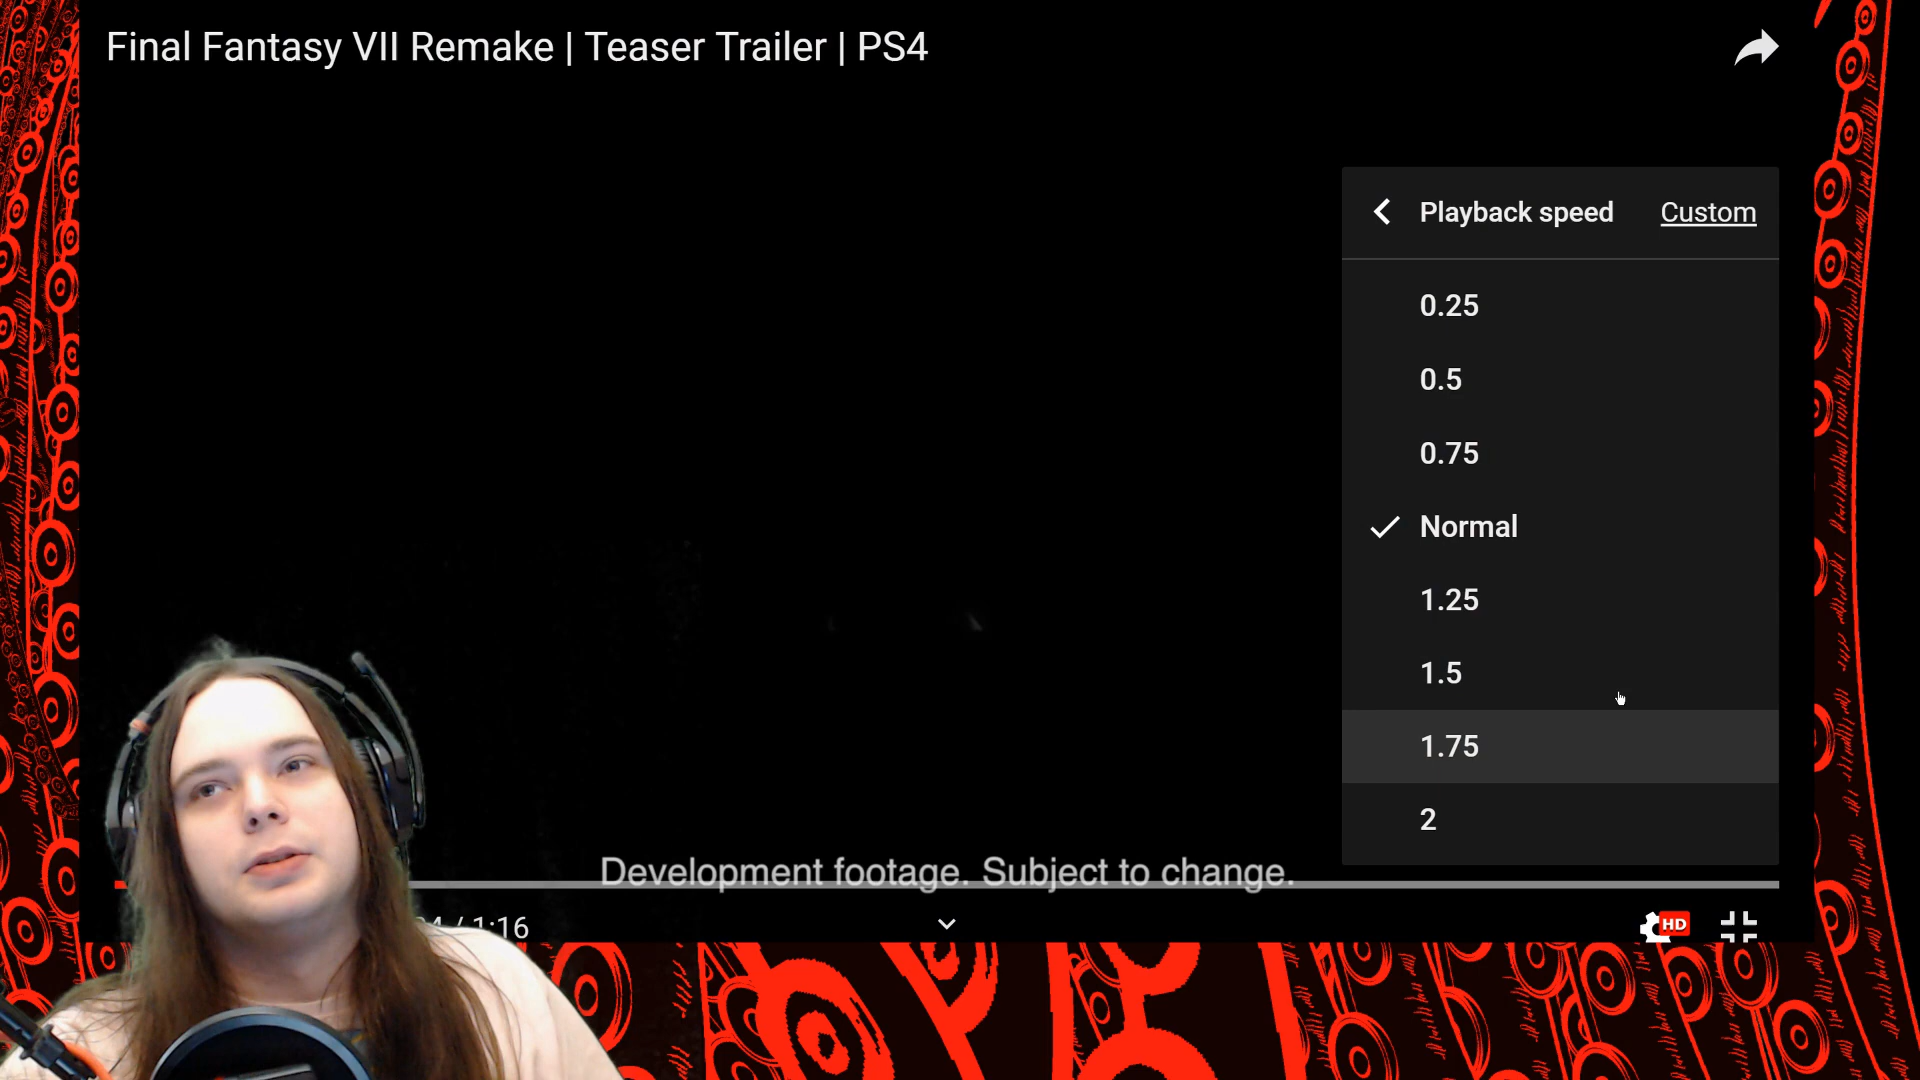 Final Fantasy VII Remake | Teaser Trailer | PS4
Playback speed Custom
0.25
0.5
0.75
Normal
1.25
1.5
1.75
2
Development footage. Subject to change.
4 / 1:16
HD